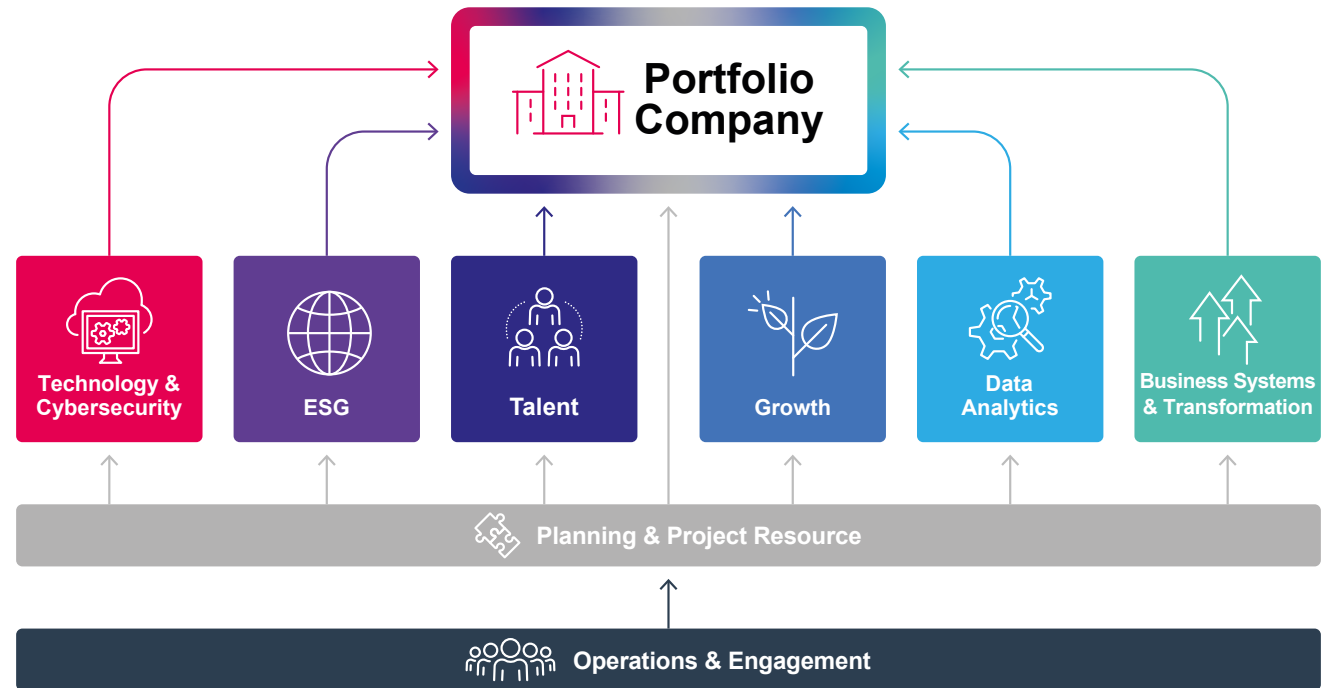 Portfolio
Company
Technology &
Cybersecurity
ESG
Talent
Growth
Data
Analytics
Business Systems
& Transformation
Planning & Project Resource
Operations & Engagement